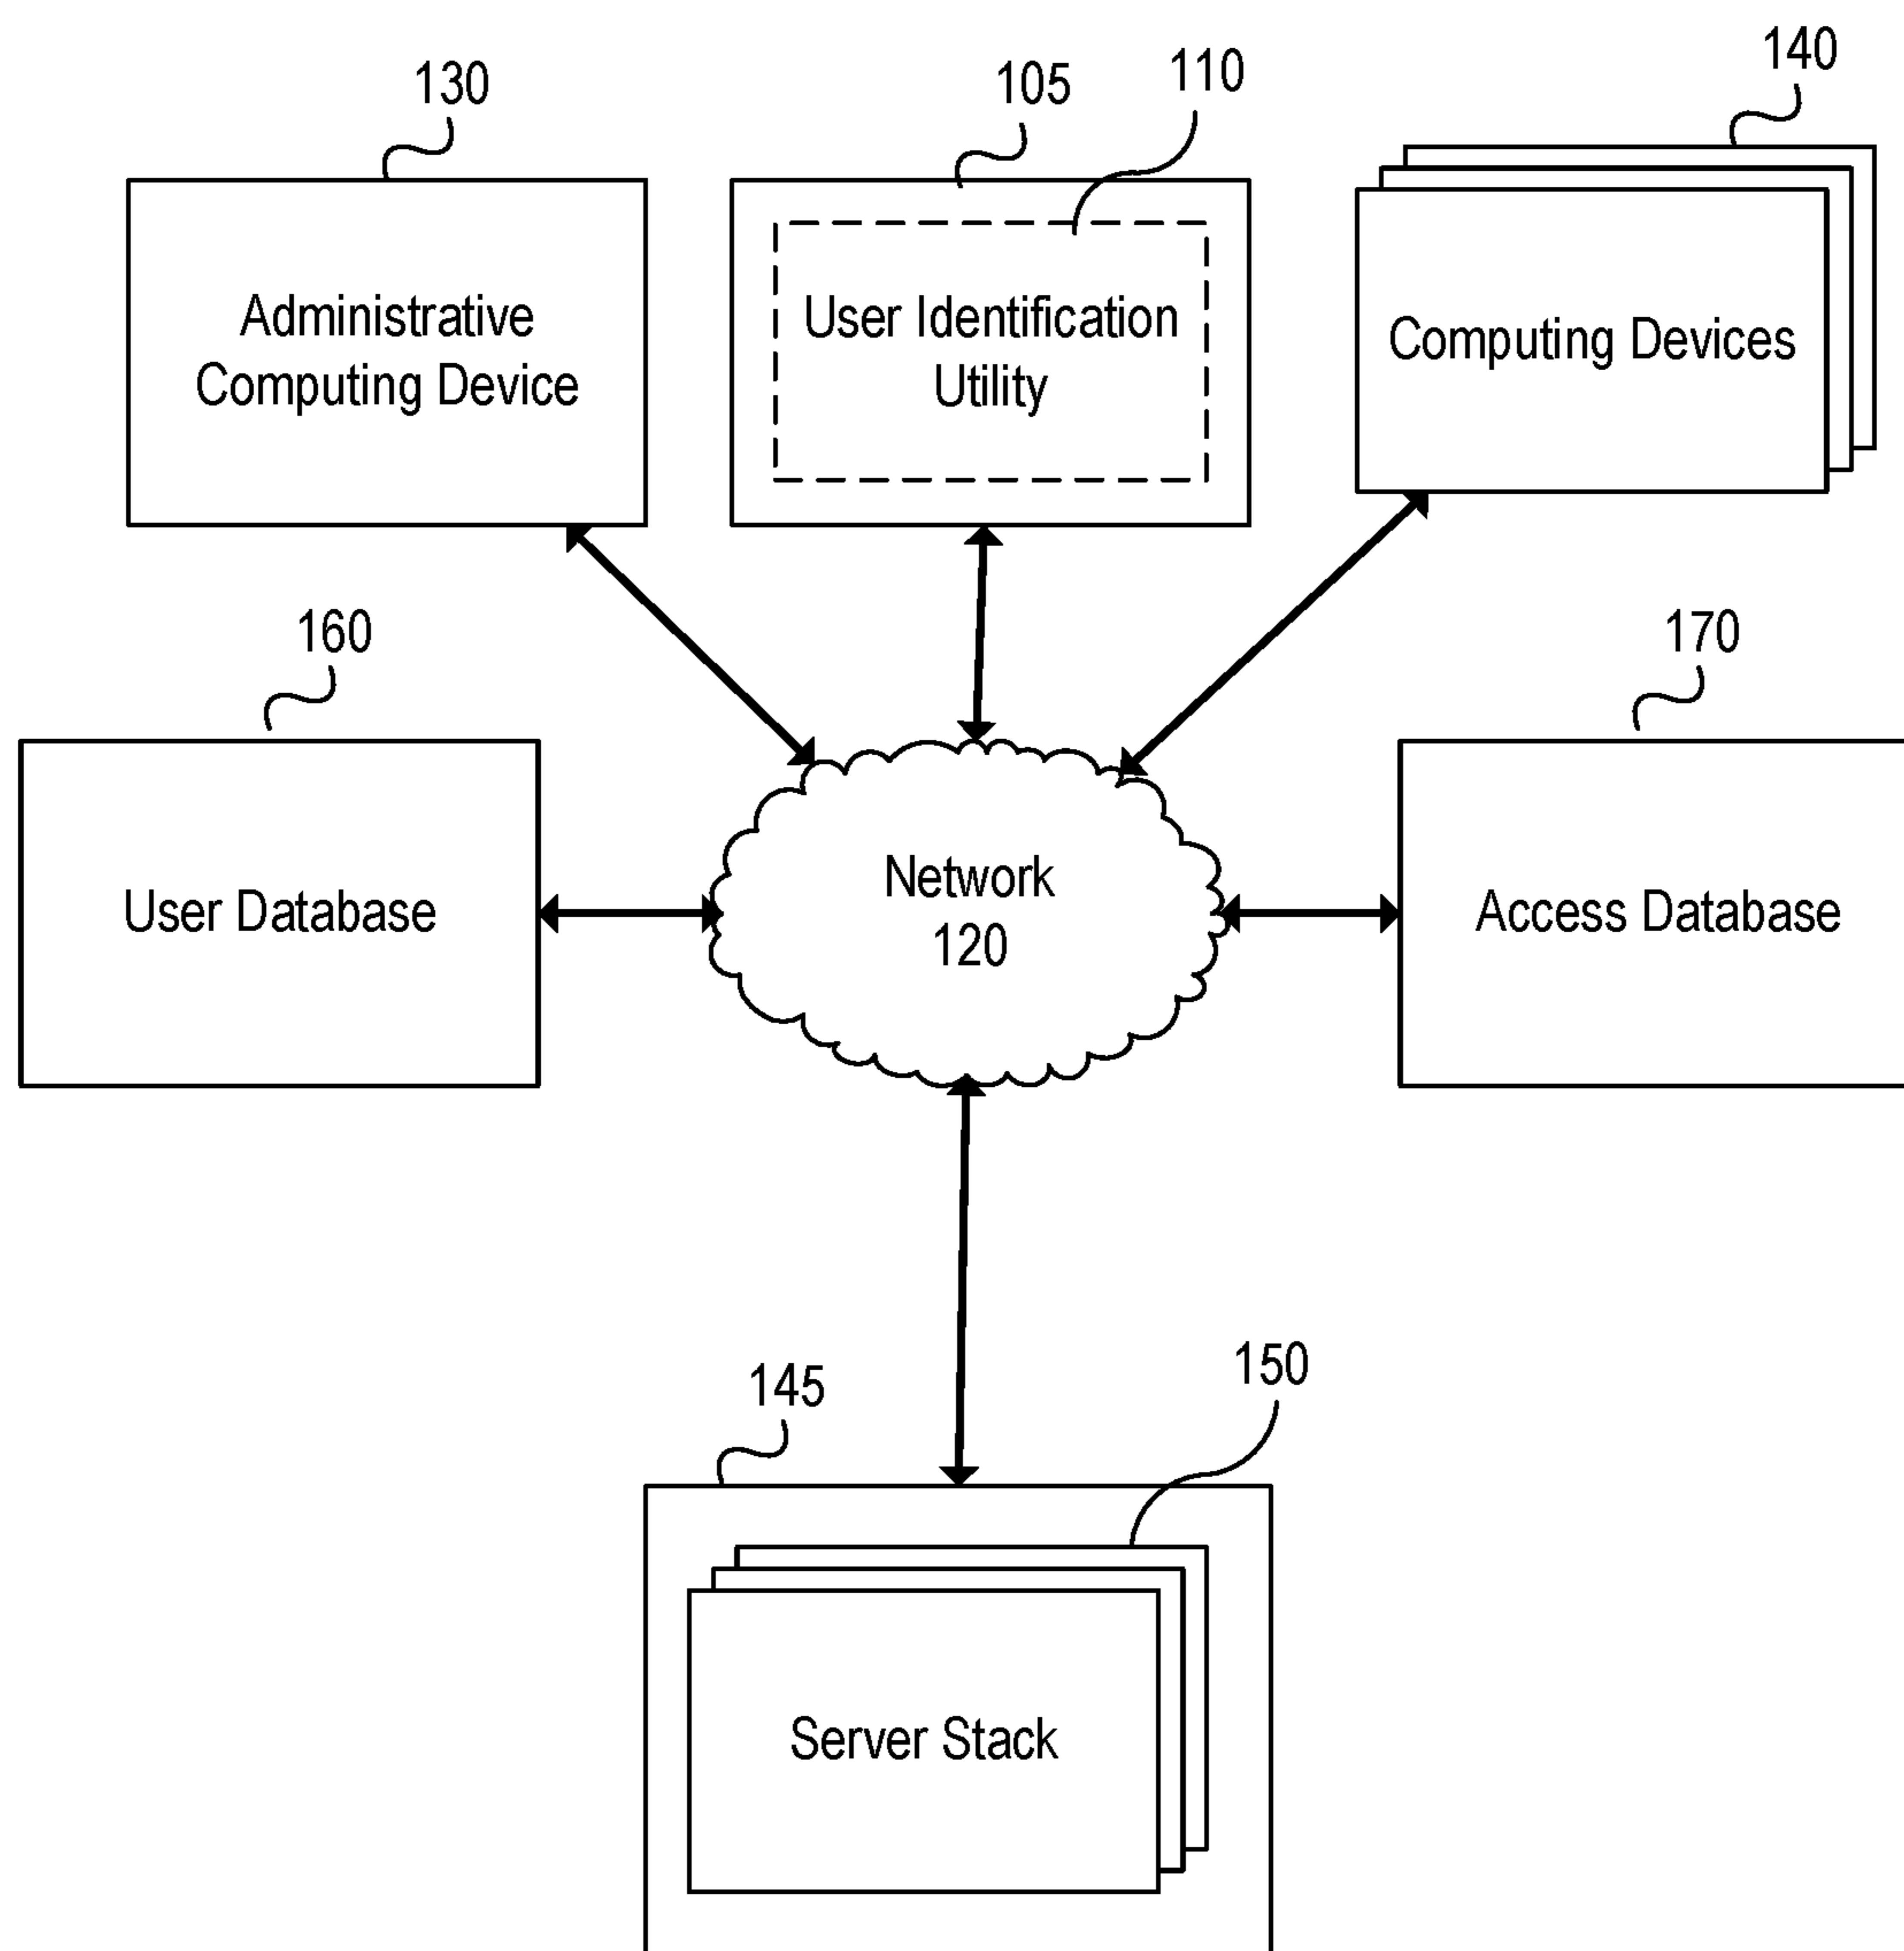 130
105
110
140
Administrative
Computing Device
User Identification
Utility
Computing Devices
160
170
User Database
Network
120
Access Database
145
150
Server Stack